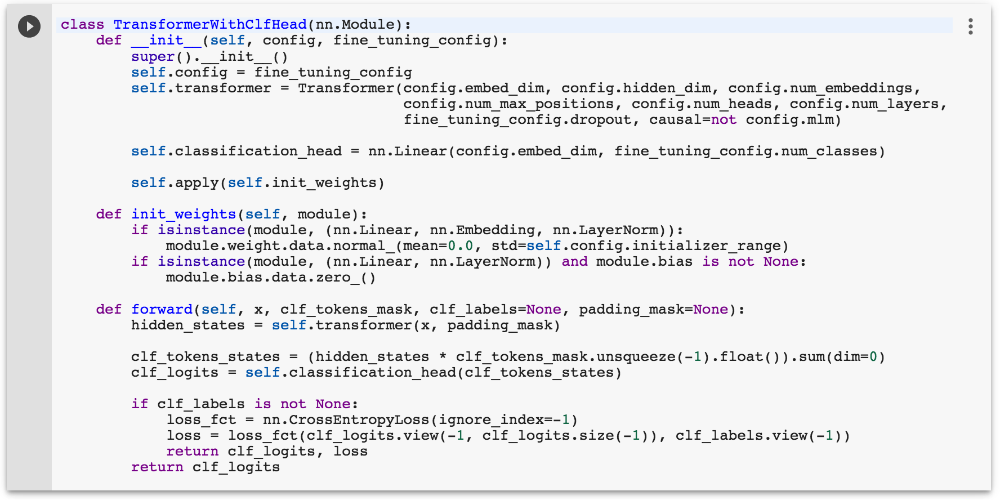 class TransformerWithClfHead(nn.Module):
    def __init__(self, config, fine_tuning_config):
        super().__init__()
        self.config = fine_tuning_config
        self.transformer = Transformer(config.embed_dim, config.hidden_dim, config.num_embeddings,
                                       config.num_max_positions, config.num_heads, config.num_layers,
                                       fine_tuning_config.dropout, causal=not config.mlm)

        self.classification_head = nn.Linear(config.embed_dim, fine_tuning_config.num_classes)

        self.apply(self.init_weights)

    def init_weights(self, module):
        if isinstance(module, (nn.Linear, nn.Embedding, nn.LayerNorm)):
            module.weight.data.normal_(mean=0.0, std=self.config.initializer_range)
        if isinstance(module, (nn.Linear, nn.LayerNorm)) and module.bias is not None:
            module.bias.data.zero_()

    def forward(self, x, clf_tokens_mask, clf_labels=None, padding_mask=None):
        hidden_states = self.transformer(x, padding_mask)

        clf_tokens_states = (hidden_states * clf_tokens_mask.unsqueeze(-1).float()).sum(dim=0)
        clf_logits = self.classification_head(clf_tokens_states)

        if clf_labels is not None:
            loss_fct = nn.CrossEntropyLoss(ignore_index=-1)
            loss = loss_fct(clf_logits.view(-1, clf_logits.size(-1)), clf_labels.view(-1))
            return clf_logits, loss
        return clf_logits